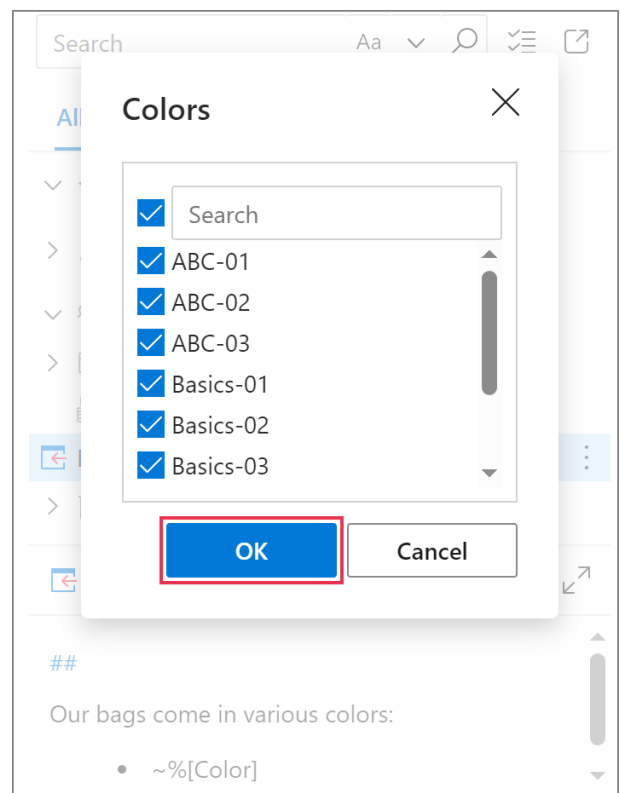 Search Aa
All
Colors
Search
ABC-01
ABC-02
ABC-03
Basics-01
Basics-02
Basics-03
OK Cancel
##
Our bags come in various colors:
• ~%[Color]